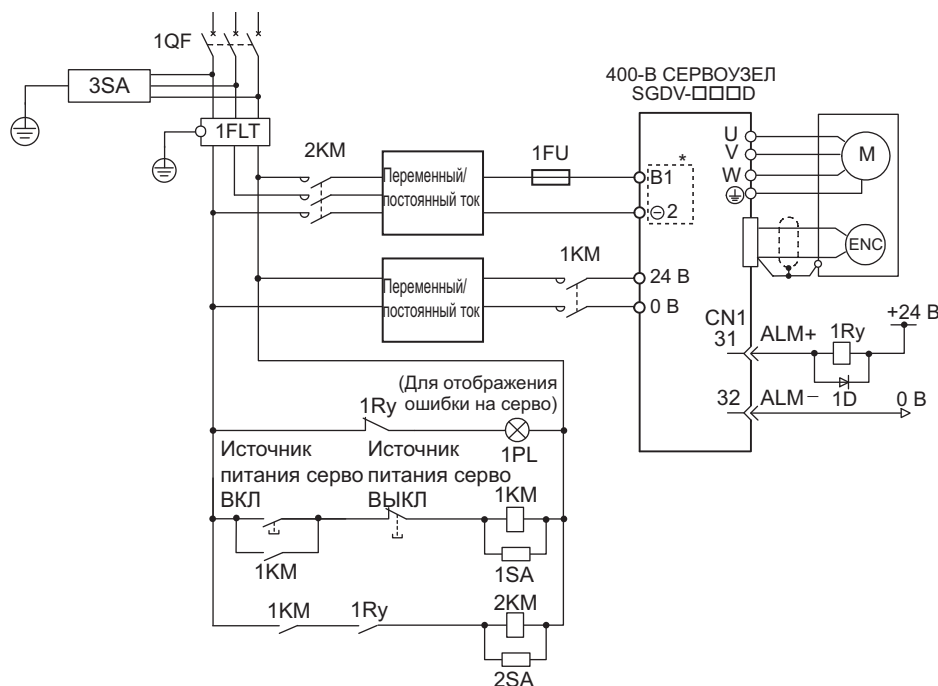 1QF
3SA
1FLT
2KM
Переменный/
постоянный ток
1FU
400-В СЕРВОУЗЕЛ
SGDV-□□□D
*
B1
⊖2
U
V
W
M
ENC
1KM
Переменный/
постоянный ток
24 В
0 В
CN1
31
ALM+
1Ry
+24 В
1D
32
ALM−
0 В
(Для отображения
ошибки на серво)
1Ry
1PL
Источник
питания серво
ВКЛ
Источник
питания серво
ВЫКЛ
1KM
1KM
1SA
1KM
1Ry
2KM
2SA